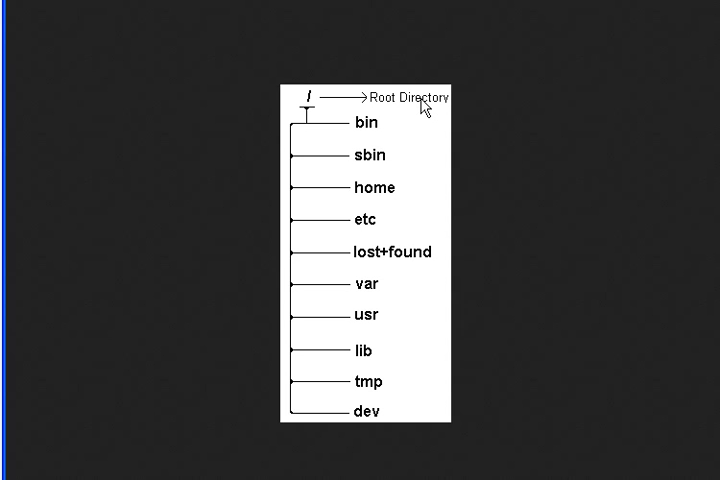 / Root Directory
bin
sbin
home
etc
lost+found
var
usr
lib
tmp
dev